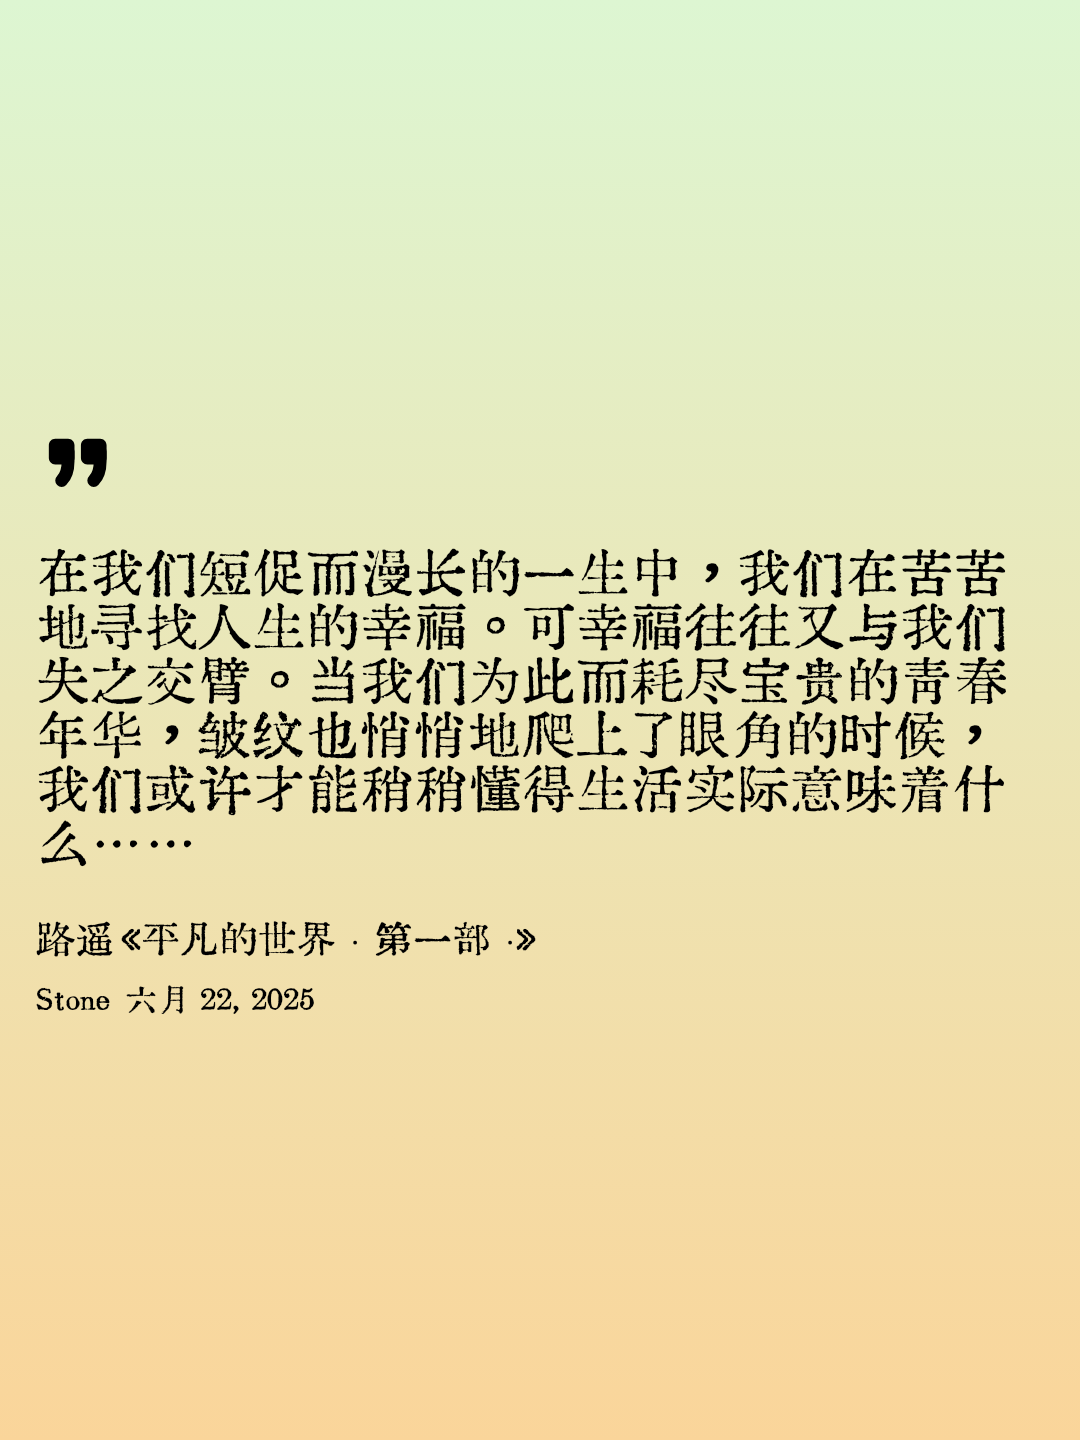 ”
在我们短促而漫长的一生中，我们在苦苦
地寻找人生的幸福。可幸福往往又与我们
失之交臂。当我们为此而耗尽宝贵的青春
年华，皱纹也悄悄地爬上了眼角的时候，
我们或许才能稍稍懂得生活实际意味着什
么……
路遥《平凡的世界 · 第一部 ·》
Stone 六月 22, 2025